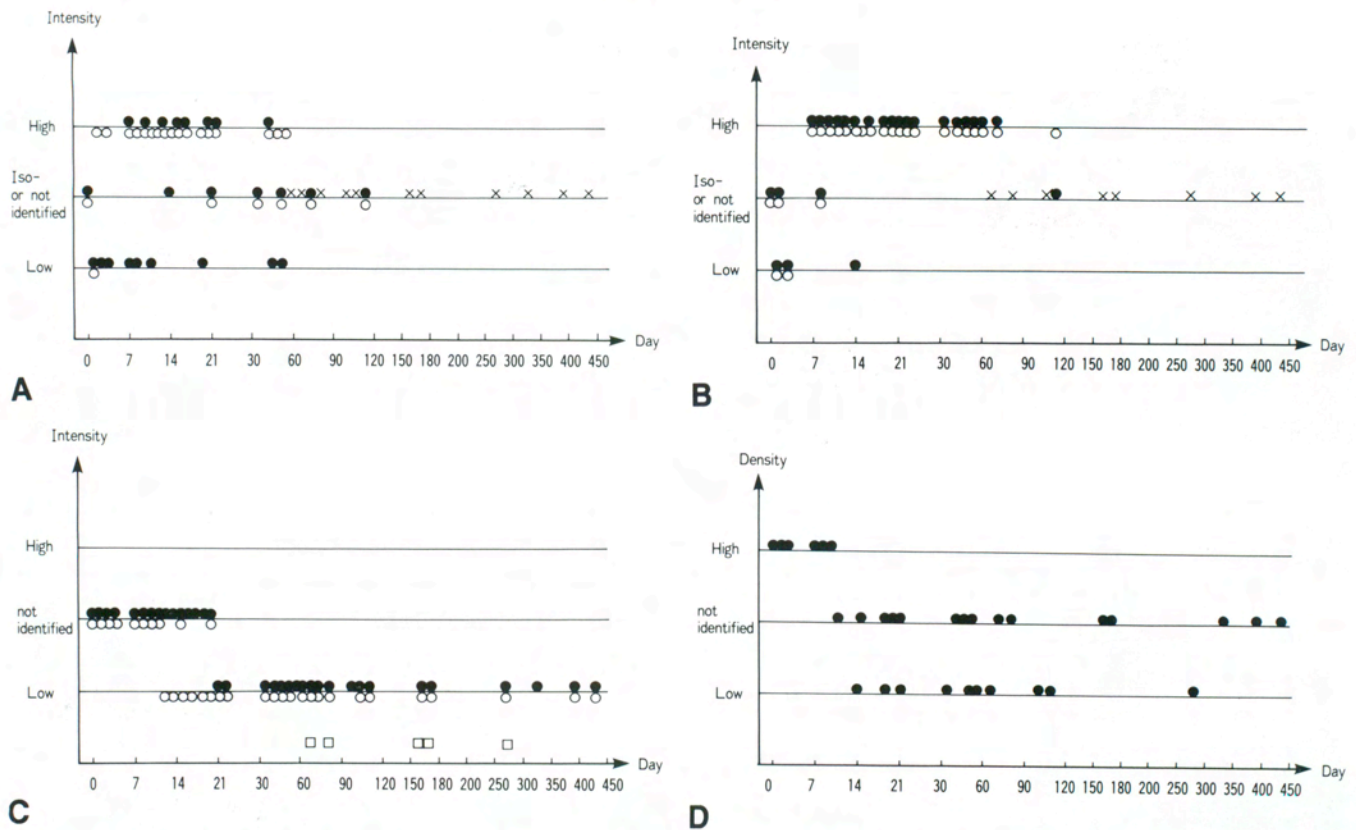 Intensity
High
Iso-
or not
identified
Low
0 7 14 21 30 60 90 120 150 180 200 250 300 350 400 450 Day
A
Intensity
High
Iso-
or not
identified
Low
0 7 14 21 30 60 90 120 150 180 200 250 300 350 400 450 Day
B
Intensity
High
not
identified
Low
0 7 14 21 30 60 90 120 150 180 200 250 300 350 400 450 Day
C
Density
High
not
identified
Low
0 7 14 21 30 60 90 120 150 180 200 250 300 350 400 450 Day
D